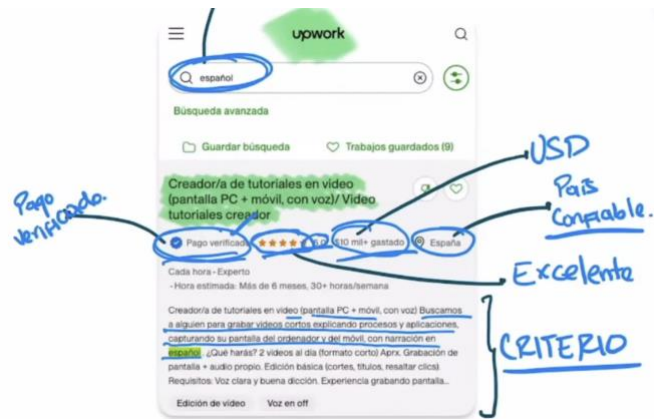 upwork
español
Búsqueda avanzada
Guardar búsqueda
Trabajos guardados (9)
USD
Creador/a de tutoriales en video
(pantalla PC + móvil, con voz)/ Video
tutoriales creador
País
Confiable.
Pago
verificado.
Pago verificado
5.0
$10 mil+ gastado
España
Excelente
Cada hora - Experto
- Hora estimada: Más de 6 meses, 30+ horas/semana
Creador/a de tutoriales en video (pantalla PC + móvil, con voz) Buscamos
a alguien para grabar videos cortos explicando procesos y aplicaciones,
capturando su pantalla del ordenador y del móvil, con narración en
español. ¿Qué harás? 2 videos al día (formato corto) Aprx. Grabación de
pantalla + audio propio. Edición básica (cortes, títulos, resaltar clics).
Requisitos: Voz clara y buena dicción. Experiencia grabando pantalla...
CRITERIO
Edición de video
Voz en off